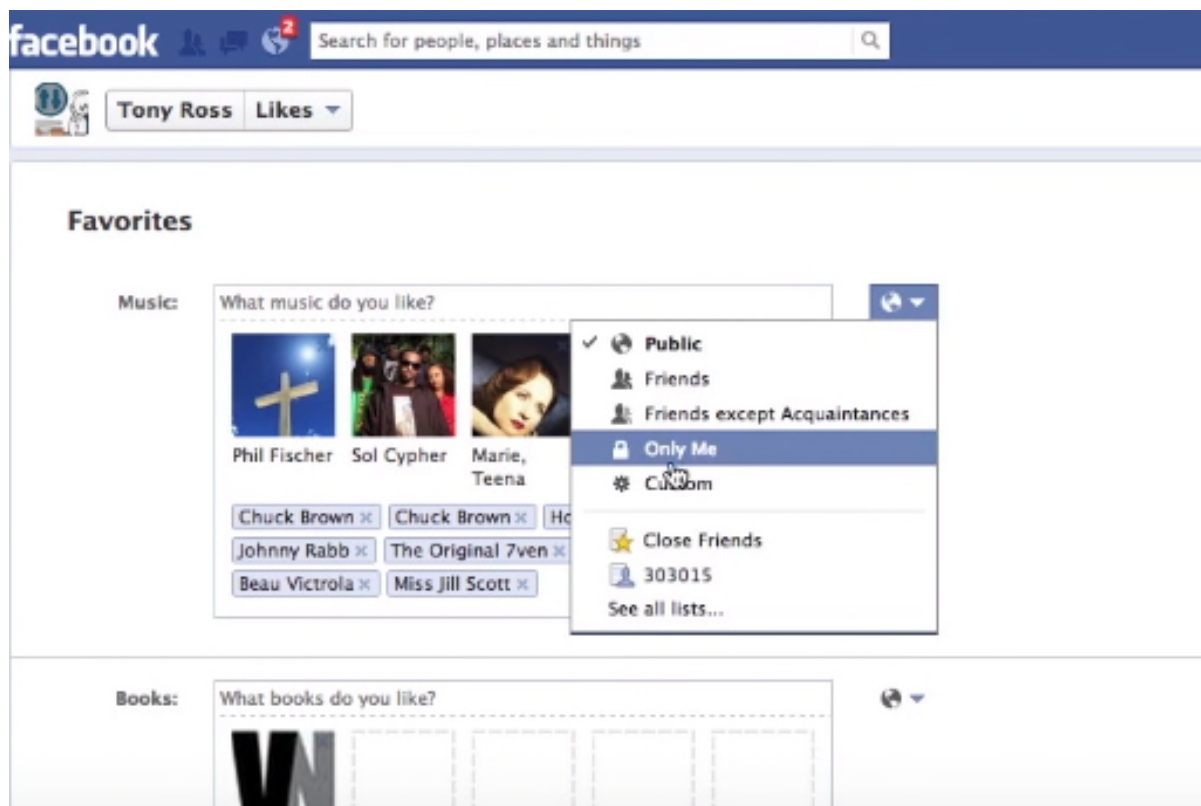 facebook 2 Search for people, places and things
Tony Ross Likes
Favorites
Music: What music do you like?
Public
Friends
Friends except Acquaintances
Only Me
Custom
Close Friends
303015
See all lists...
Phil Fischer Sol Cypher Marie,
Teena
Chuck Brown Chuck Brown
Johnny Rabb The Original 7ven
Beau Victrola Miss Jill Scott
Books: What books do you like?